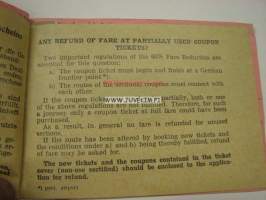 cheine
ANY REFUND OF FARE AT PARTIALLY USED COUPON
TICKETS?
Two important regulations of the 60% Fare Reduction are
essential for this question:
a) The coupon ticket must begin and finish at a German
frontier point*).
b) The routes of the sectional coupons must connect with
each other.
If the coupon ticket is used partially, both or one
of the above regulations are not fulfilled. Therefore, for such
a journey only a coupon ticket at full fare could have been
purchased.
As a result, in general no fare is refunded for unused
sections.
If the route has been altered by booking new tickets and
the conditions under a) and b) being thereby fulfilled, refund
of fare may be asked for.
The new tickets and the coupons contained in the ticket
cover (non-use certified) should be enclosed to the applica-
tion for refund.
*) port, airport
WWW.JUVECIM.FI